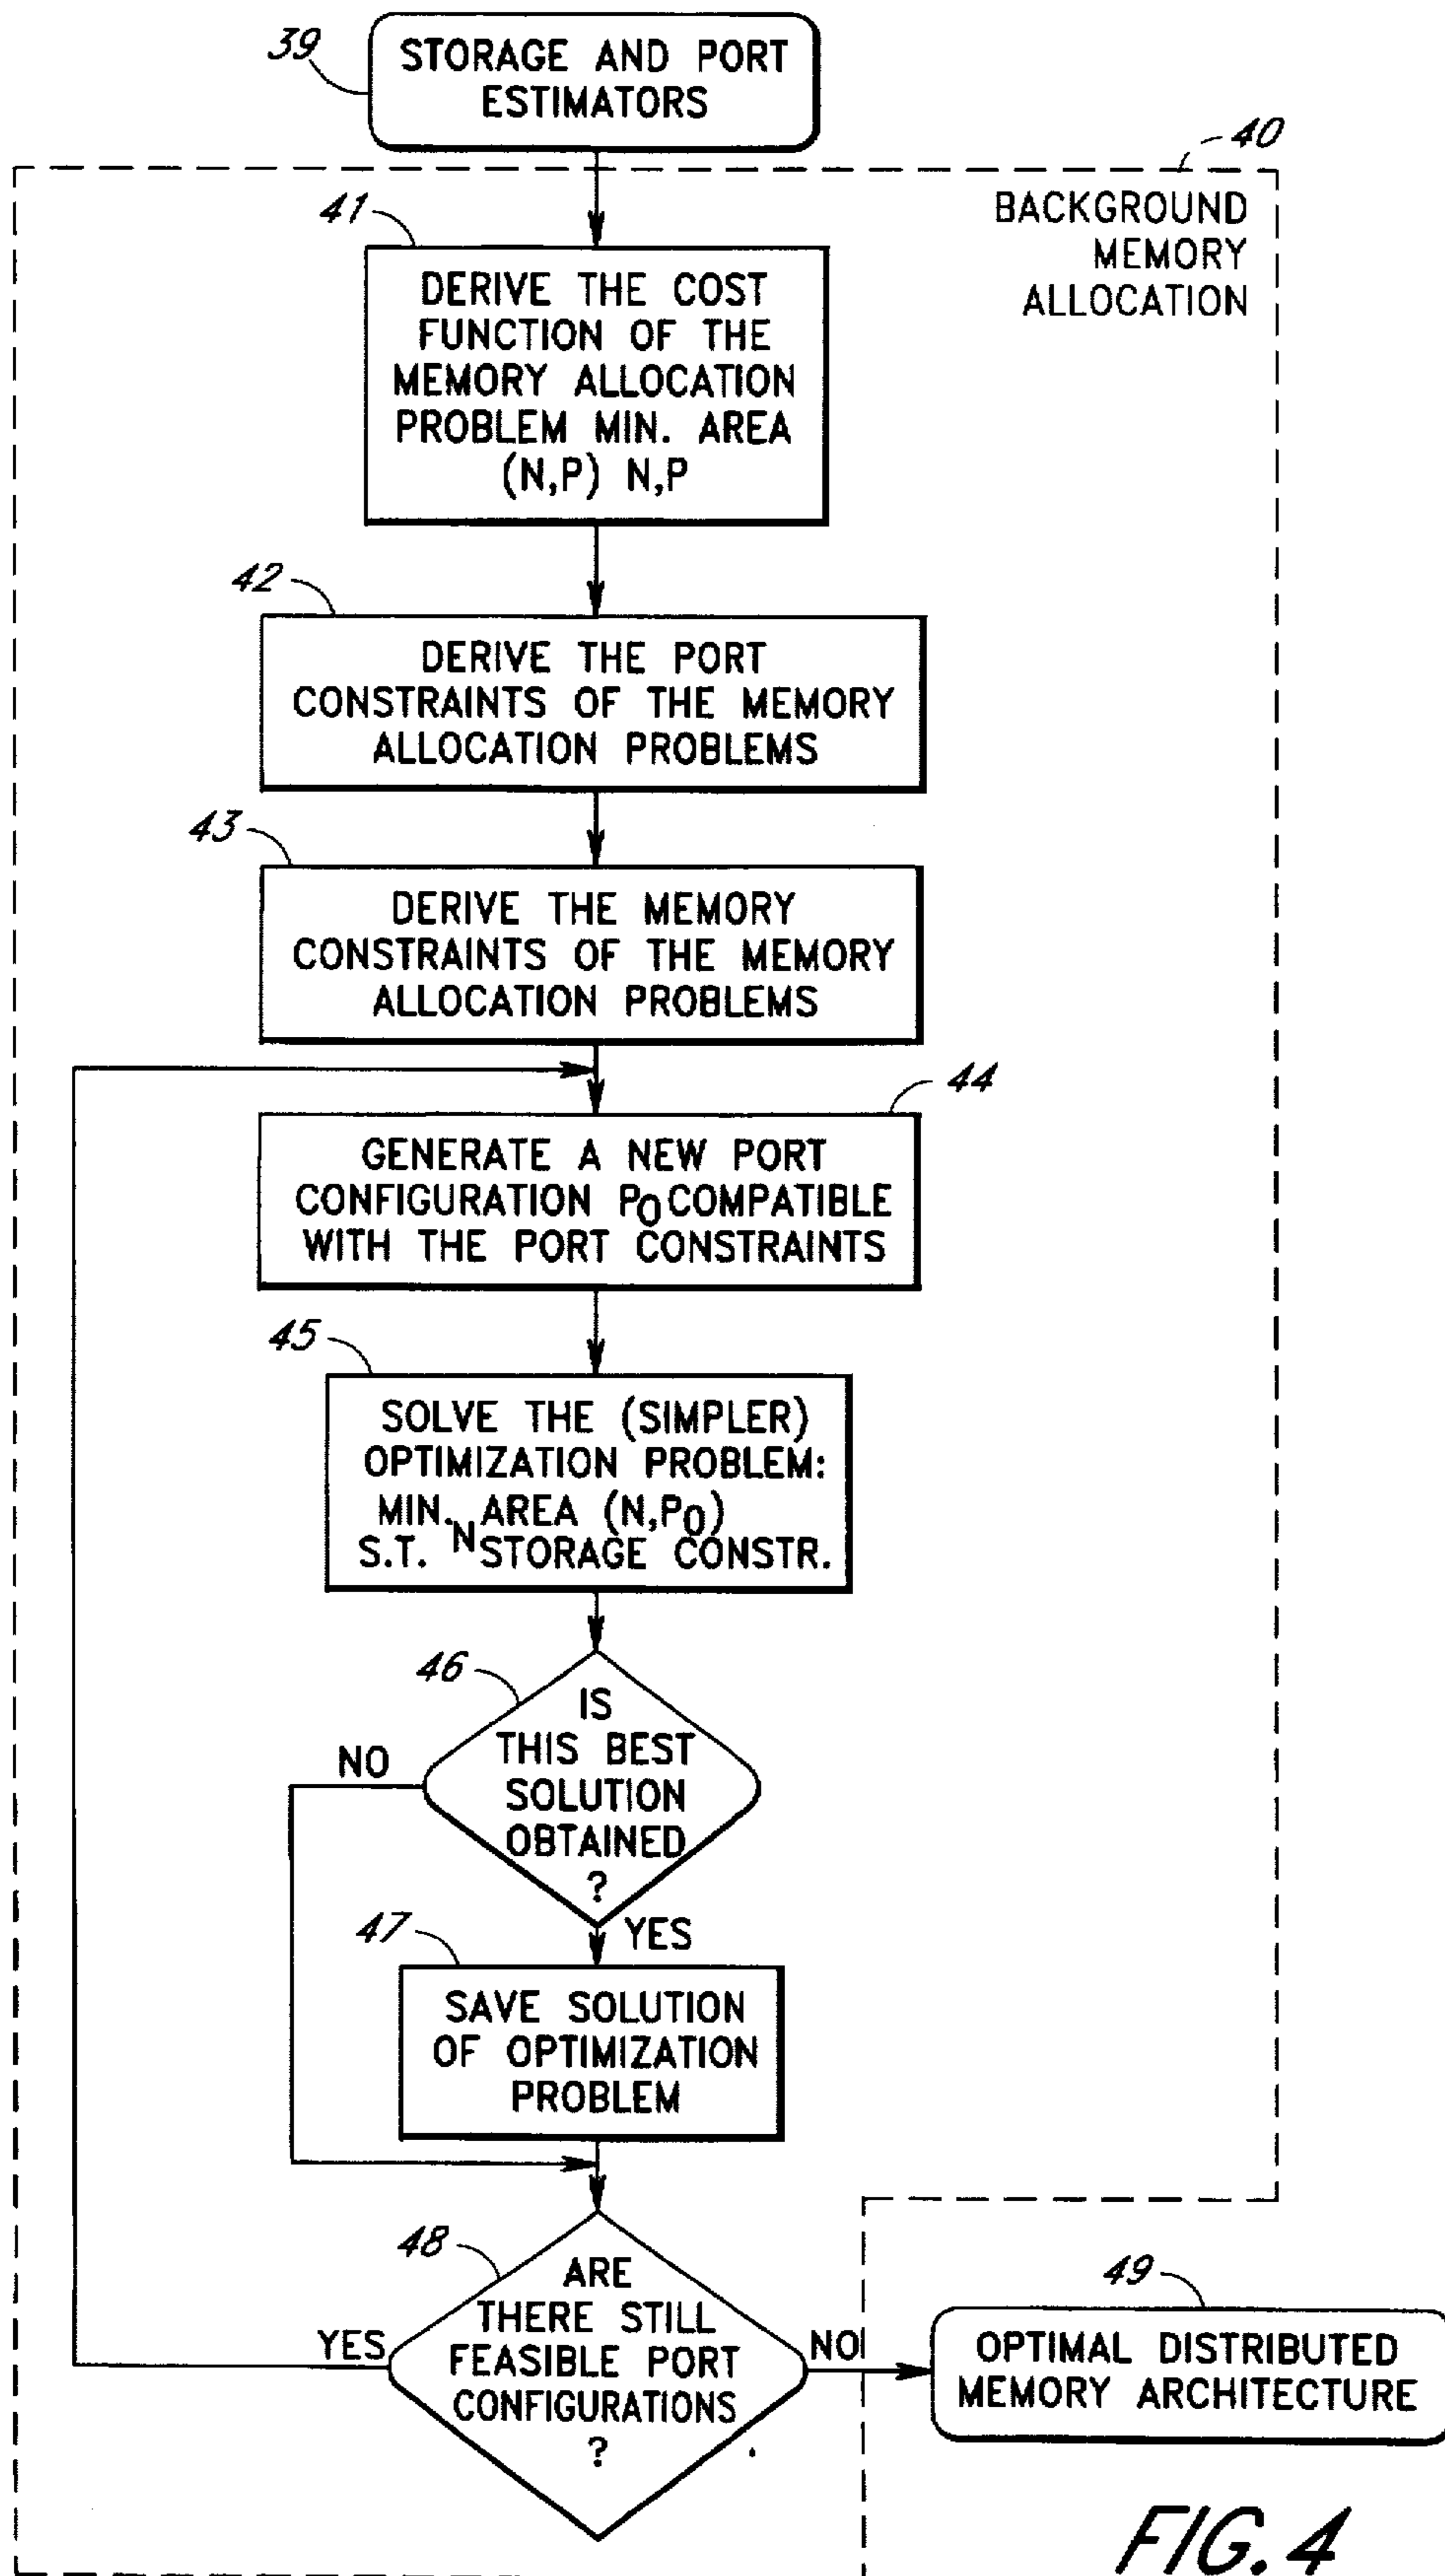 39
STORAGE AND PORT
ESTIMATORS
40
BACKGROUND
MEMORY
ALLOCATION
41
DERIVE THE COST
FUNCTION OF THE
MEMORY ALLOCATION
PROBLEM MIN. AREA
(N,P) N,P
42
DERIVE THE PORT
CONSTRAINTS OF THE MEMORY
ALLOCATION PROBLEMS
43
DERIVE THE MEMORY
CONSTRAINTS OF THE MEMORY
ALLOCATION PROBLEMS
44
GENERATE A NEW PORT
CONFIGURATION P0 COMPATIBLE
WITH THE PORT CONSTRAINTS
45
SOLVE THE (SIMPLER)
OPTIMIZATION PROBLEM:
MIN. AREA (N,P0)
N
S.T. STORAGE CONSTR.
46
IS
THIS BEST
SOLUTION
OBTAINED
?
NO
YES
47
SAVE SOLUTION
OF OPTIMIZATION
PROBLEM
48
ARE
THERE STILL
FEASIBLE PORT
CONFIGURATIONS
?
YES
NO
49
OPTIMAL DISTRIBUTED
MEMORY ARCHITECTURE
FIG. 4